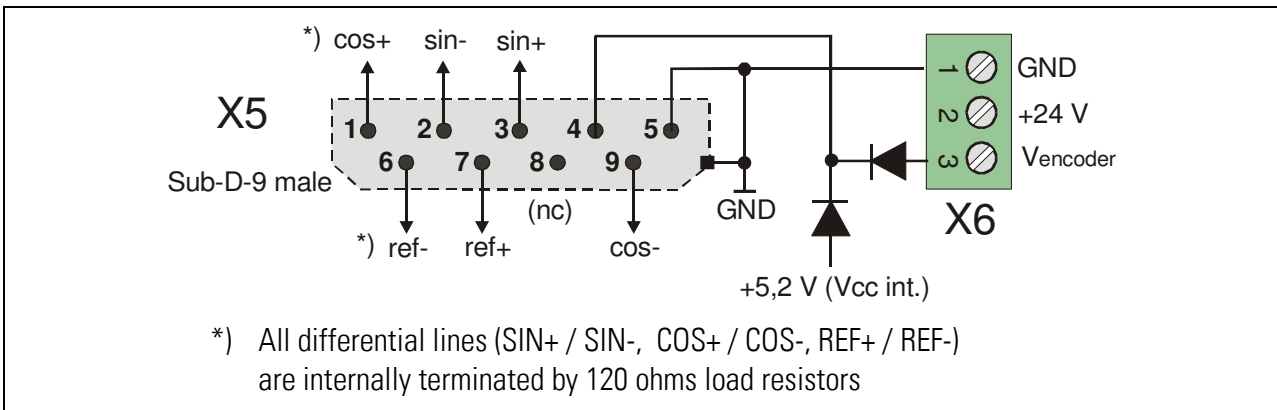 *) cos+ sin- sin+
X5
1 2 3 4 5
6 7 8 9
Sub-D-9 male
(nc)
*) ref- ref+ cos-
GND
+5,2 V (Vcc int.)
1 GND
2 +24 V
3 Vencoder
X6
*) All differential lines (SIN+ / SIN-, COS+ / COS-, REF+ / REF-)
are internally terminated by 120 ohms load resistors